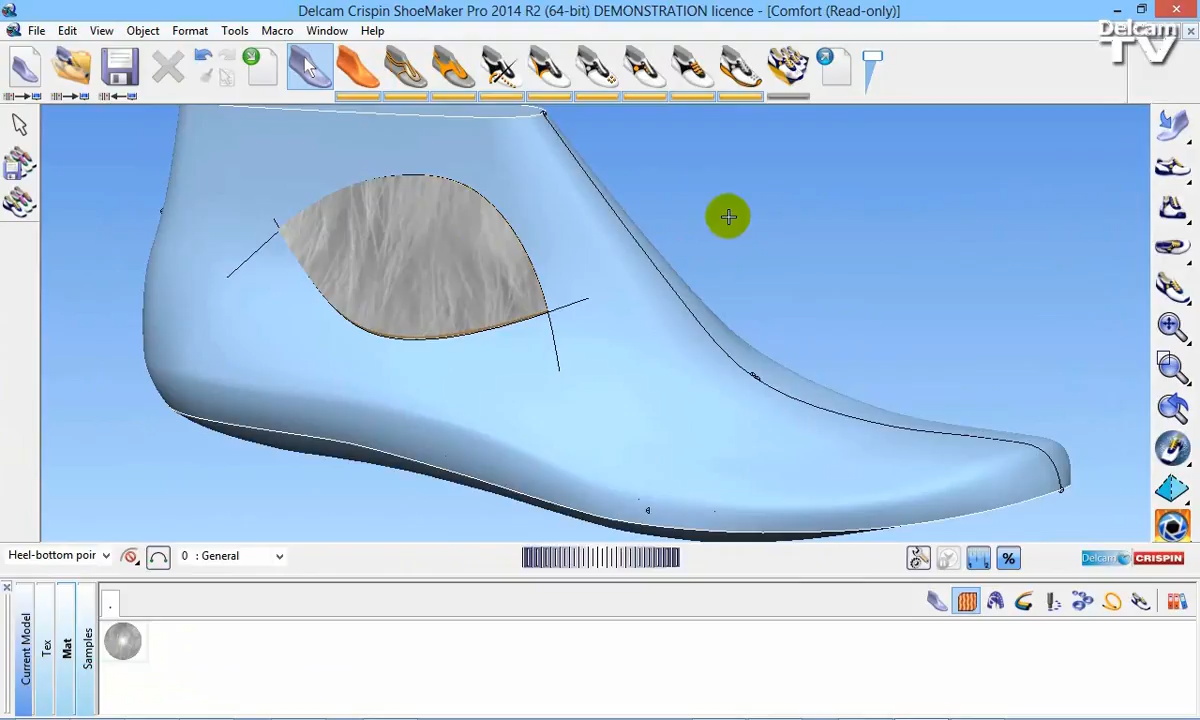 Delcam Crispin ShoeMaker Pro 2014 R2 (64-bit) DEMONSTRATION licence - [Comfort (Read-only)]
File Edit View Object Format Tools Macro Window Help
Delcam
TV
Heel-bottom poir
0 : General
%
Delcam CRISPIN
Current Model
Tex
Mat
Samples
.